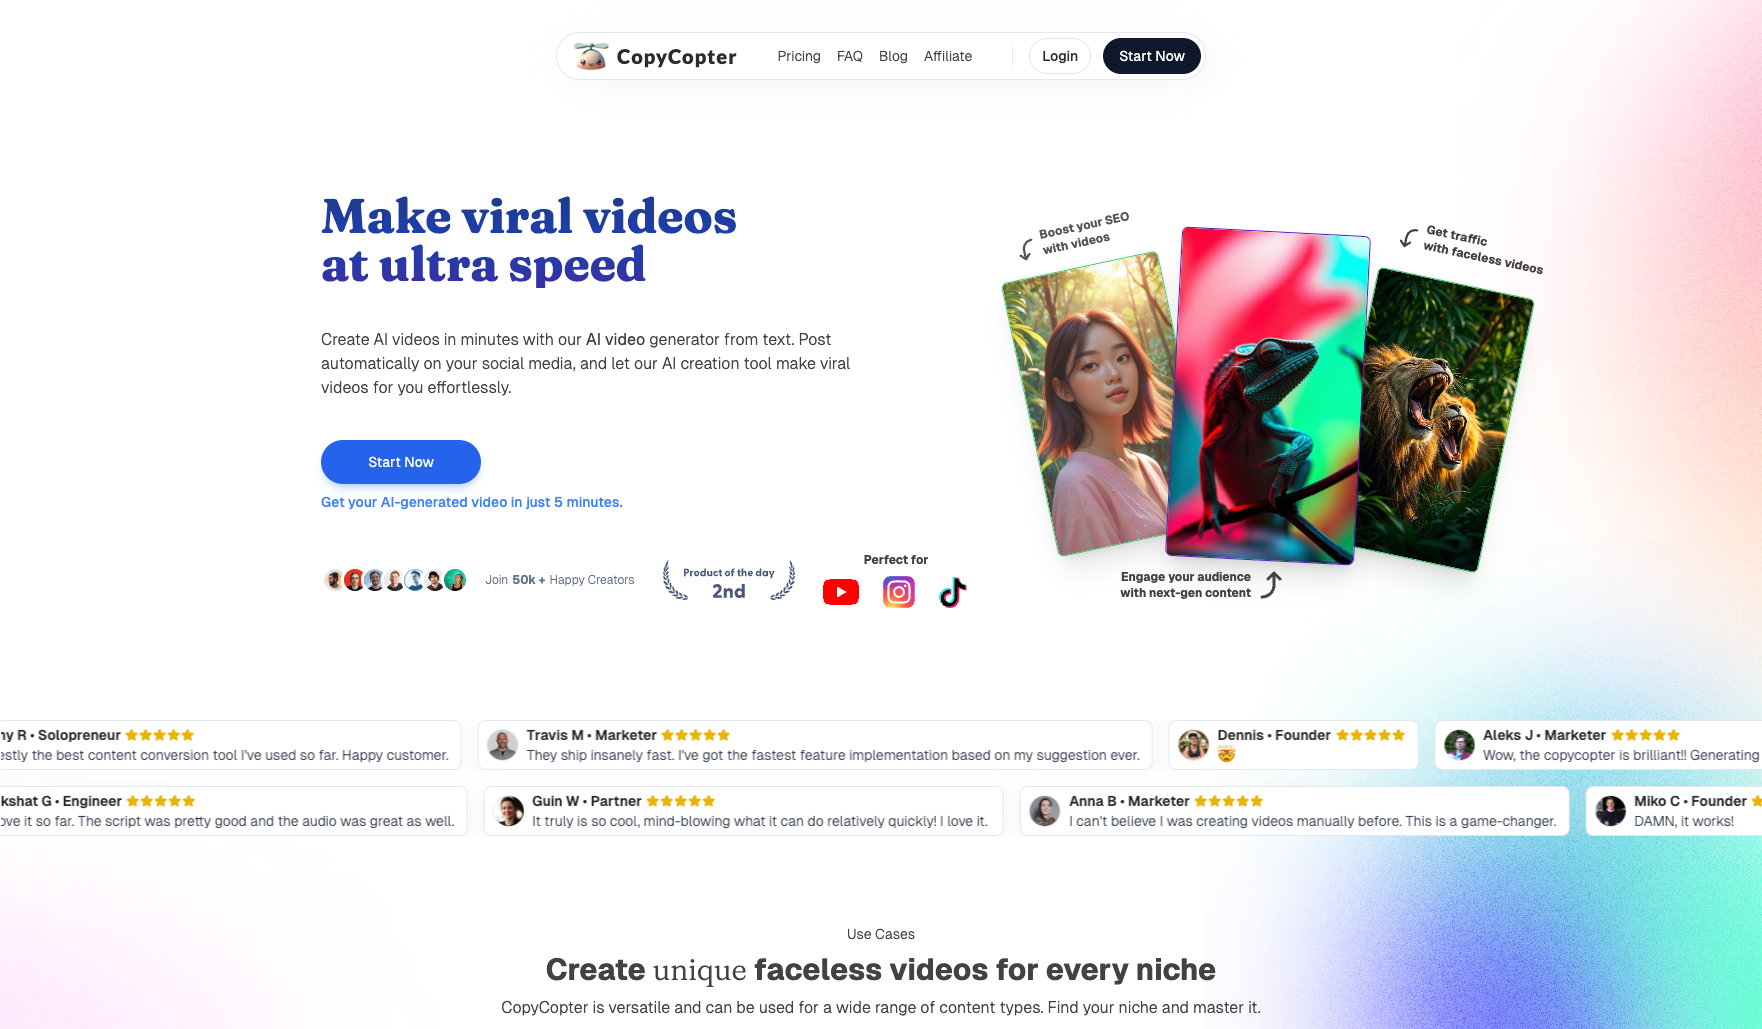 CopyCopter
Pricing
FAQ
Blog
Affiliate
Login
Start Now
Make viral videos
at ultra speed
Create AI videos in minutes with our AI video generator from text. Post
automatically on your social media, and let our AI creation tool make viral
videos for you effortlessly.
Start Now
Get your AI-generated video in just 5 minutes.
Join 50k + Happy Creators
Product of the day
2nd
Perfect for
Boost your SEO
with videos
Get traffic
with faceless videos
Engage your audience
with next-gen content
R • Solopreneur
the best content conversion tool I've used so far. Happy customer.
Travis M • Marketer
They ship insanely fast. I've got the fastest feature implementation based on my suggestion ever.
Dennis • Founder
🤯
Aleks J • Marketer
Wow, the copycopter is brilliant!! Generating
G • Engineer
it so far. The script was pretty good and the audio was great as well.
Guin W • Partner
It truly is so cool, mind-blowing what it can do relatively quickly! I love it.
Anna B • Marketer
I can't believe I was creating videos manually before. This is a game-changer.
Miko C • Founder
DAMN, it works!
Use Cases
Create unique faceless videos for every niche
CopyCopter is versatile and can be used for a wide range of content types. Find your niche and master it.